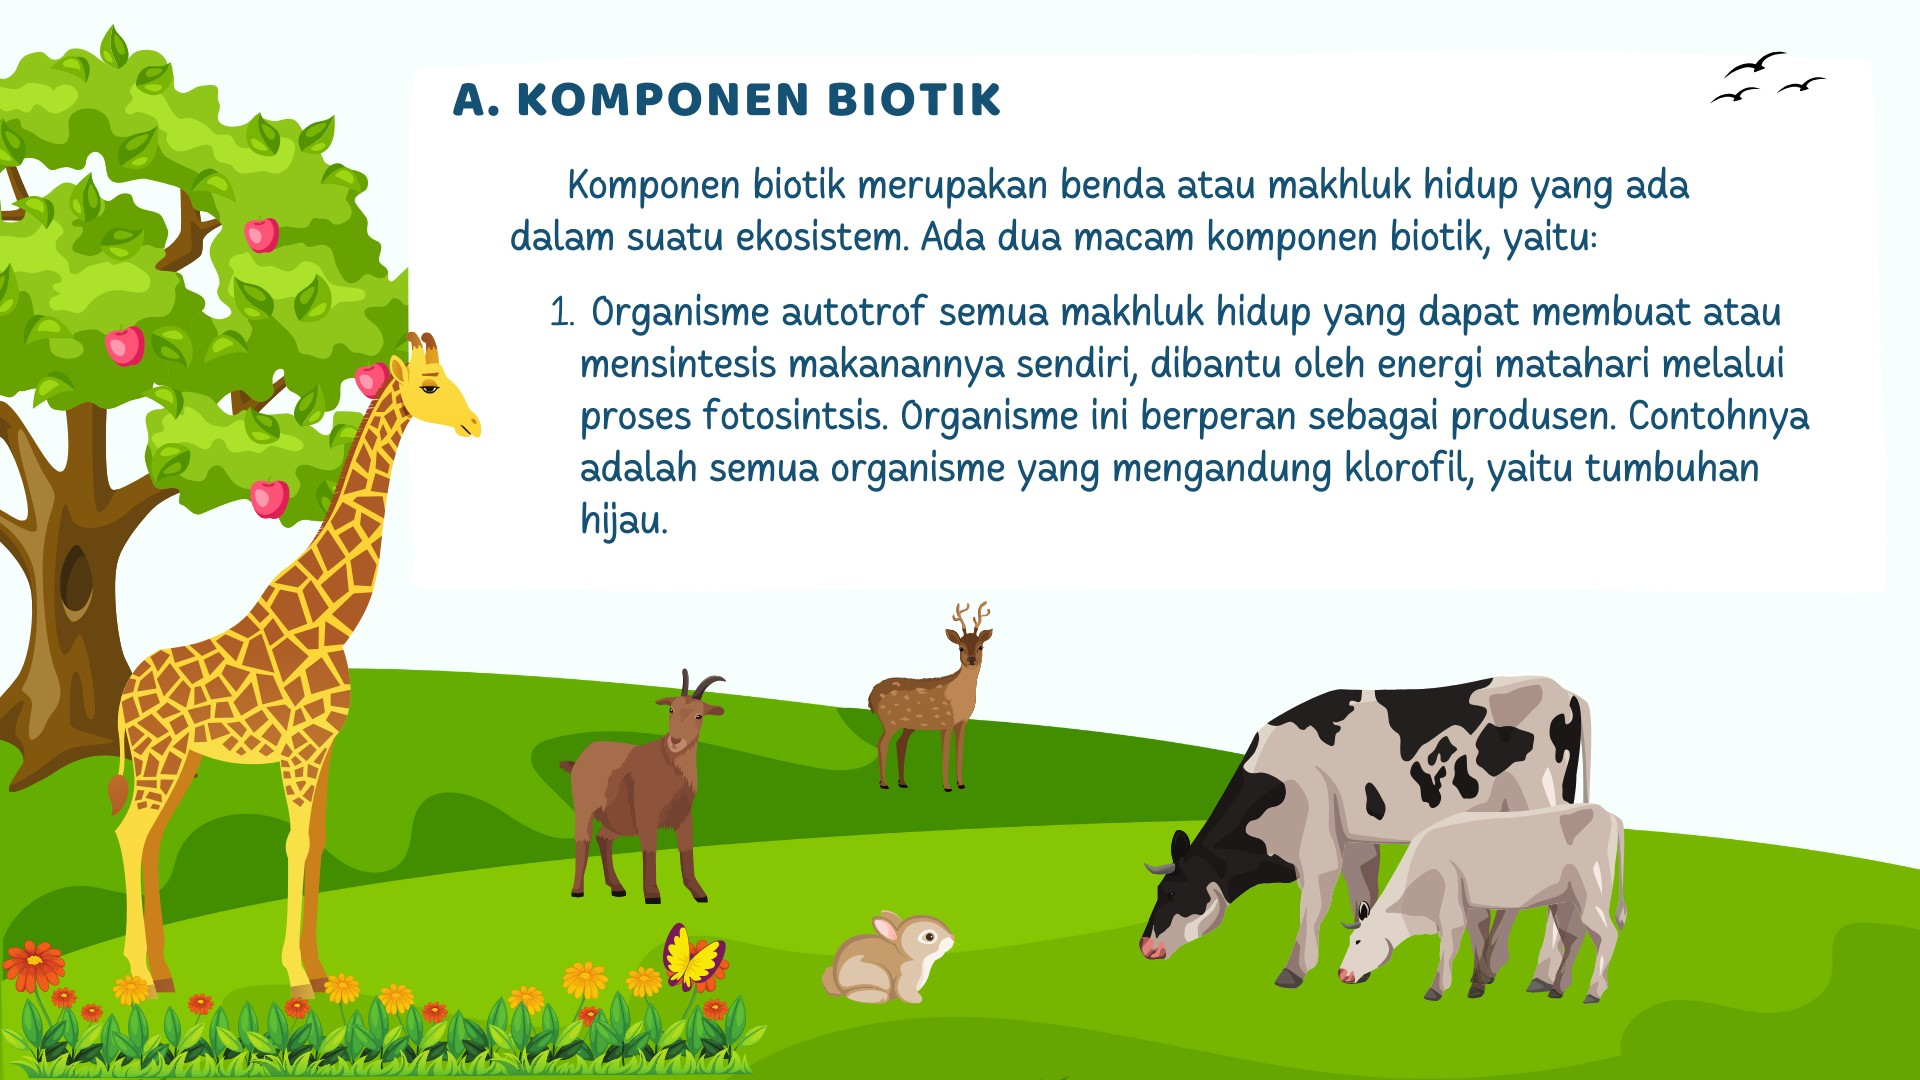 A. KOMPONEN BIOTIK
Komponen biotik merupakan benda atau makhluk hidup yang ada
dalam suatu ekosistem. Ada dua macam komponen biotik, yaitu:
1. Organisme autotrof semua makhluk hidup yang dapat membuat atau
mensintesis makanannya sendiri, dibantu oleh energi matahari melalui
proses fotosintsis. Organisme ini berperan sebagai produsen. Contohnya
adalah semua organisme yang mengandung klorofil, yaitu tumbuhan
hijau.